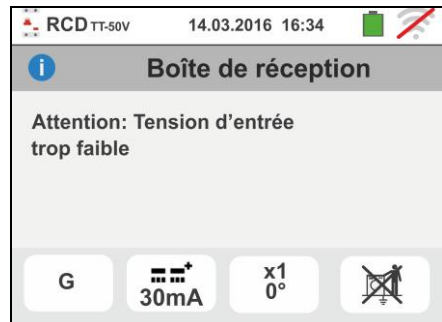 RCD TT-50V 14.03.2016 16:34
i Boîte de réception
Attention: Tension d'entrée
trop faible
G 30mA x1 0°